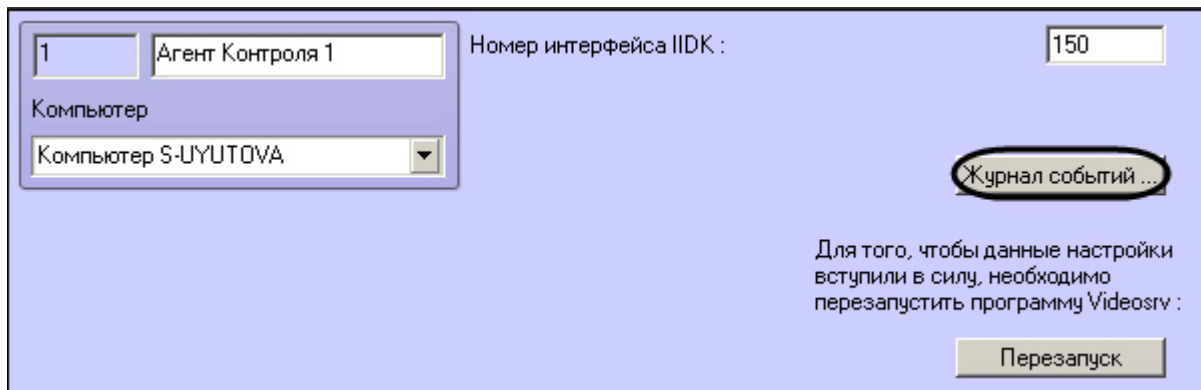 1
Агент Контроля 1
Номер интерфейса IIDK :
150
Компьютер
Компьютер S-UYUTOVA
Журнал событий ...
Для того, чтобы данные настройки
вступили в силу, необходимо
перезапустить программу Videosrv :
Перезапуск